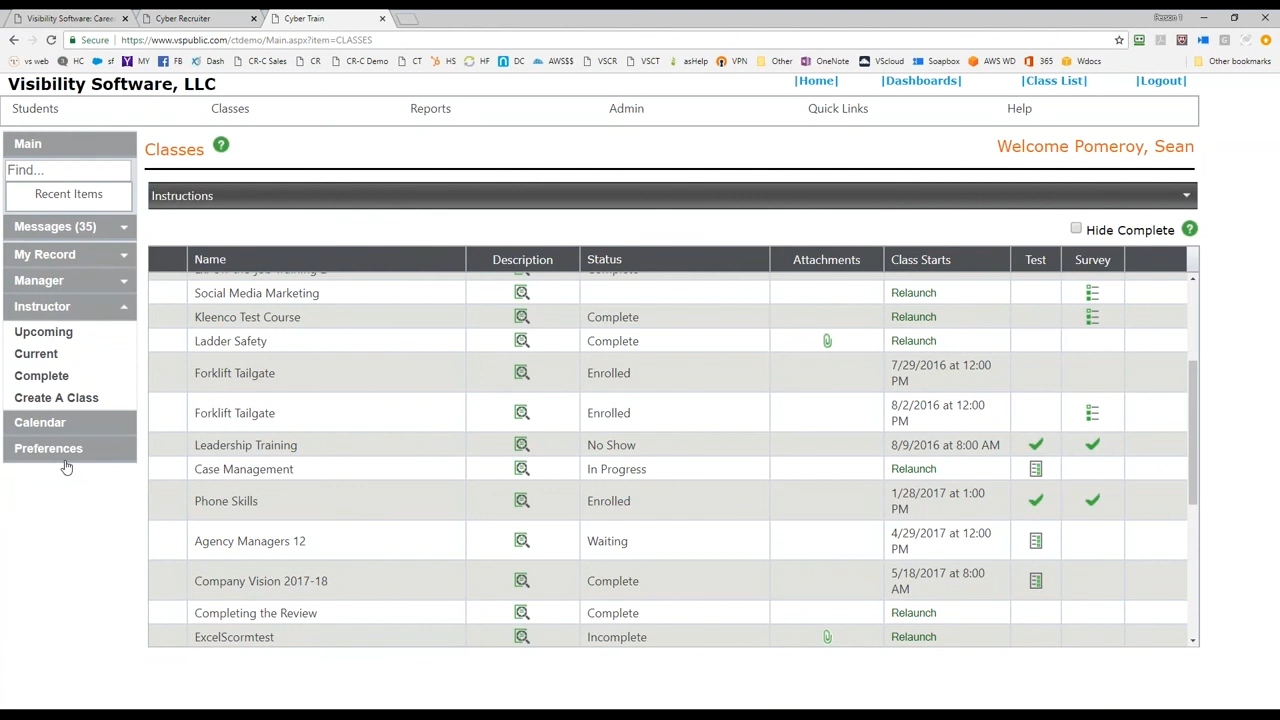 Visibility Software: Caree
Cyber Recruiter
Cyber Train
Person 1
Secure
https://www.vspublic.com/ctdemo/Main.aspx?item=CLASSES
vs web
HC
sf
MY
FB
Dash
CR-C Sales
CR
CR-C Demo
CT
HS
HF
DC
AWS$$
VSCR
VSCT
asHelp
VPN
Other
OneNote
VScloud
Soapbox
AWS WD
365
Wdocs
Other bookmarks
Visibility Software, LLC
|Home| |Dashboards| |Class List| |Logout|
Students Classes Reports Admin Quick Links Help
Main
Find...
Recent Items
Messages (35)
My Record
Manager
Instructor
Upcoming
Current
Complete
Create A Class
Calendar
Preferences
Classes ?
Welcome Pomeroy, Sean
Instructions
Hide Complete ?
Name Description Status Attachments Class Starts Test Survey
Social Media Marketing Relaunch
Kleenco Test Course Complete Relaunch
Ladder Safety Complete Relaunch
Forklift Tailgate Enrolled 7/29/2016 at 12:00
PM
Forklift Tailgate Enrolled 8/2/2016 at 12:00
PM
Leadership Training No Show 8/9/2016 at 8:00 AM
Case Management In Progress Relaunch
Phone Skills Enrolled 1/28/2017 at 1:00
PM
Agency Managers 12 Waiting 4/29/2017 at 12:00
PM
Company Vision 2017-18 Complete 5/18/2017 at 8:00
AM
Completing the Review Complete Relaunch
ExcelScormtest Incomplete Relaunch